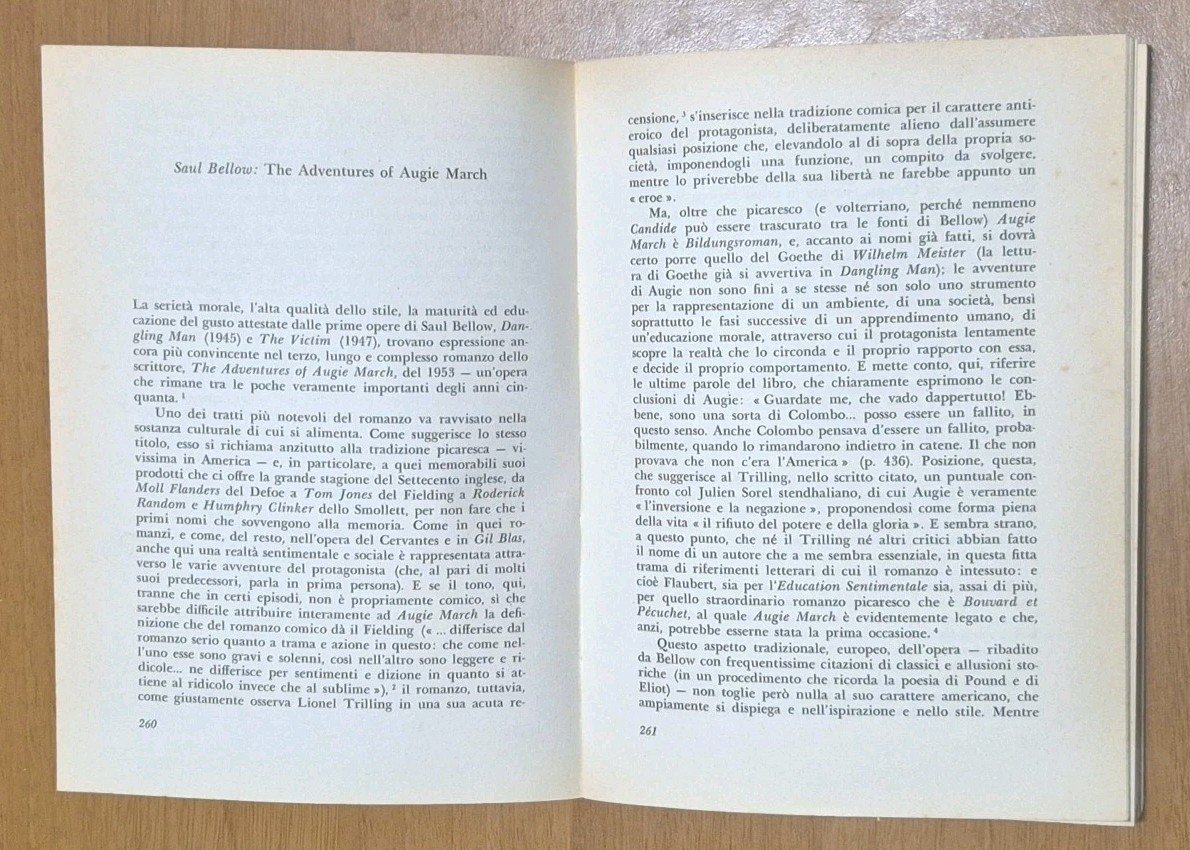 Saul Bellow: The Adventures of Augie March
La serietà morale, l'alta qualità dello stile, la maturità ed edu-
cazione del gusto attestate dalle prime opere di Saul Bellow, Dan-
gling Man (1945) e The Victim (1947), trovano espressione an-
cora più convincente nel terzo, lungo e complesso romanzo dello
scrittore, The Adventures of Augie March, del 1953 — un'opera
che rimane tra le poche veramente importanti degli anni cin-
quanta. 1
Uno dei tratti più notevoli del romanzo va ravvisato nella
sostanza culturale di cui si alimenta. Come suggerisce lo stesso
titolo, esso si richiama anzitutto alla tradizione picaresca — vi-
vissima in America — e, in particolare, a quei memorabili suoi
prodotti che ci offre la grande stagione del Settecento inglese, da
Moll Flanders del Defoe a Tom Jones del Fielding a Roderick
Random e Humphry Clinker dello Smollett, per non fare che i
primi nomi che sovvengono alla memoria. Come in quei ro-
manzi, e come, del resto, nell'opera del Cervantes e in Gil Blas,
anche qui una realtà sentimentale e sociale è rappresentata attra-
verso le varie avventure del protagonista (che, al pari di molti
suoi predecessori, parla in prima persona). E se il tono, qui,
tranne che in certi episodi, non è propriamente comico, sì che
sarebbe difficile attribuire interamente ad Augie March la defi-
nizione che del romanzo comico dà il Fielding (« ... differisce dal
romanzo serio quanto a trama e azione in questo: che come nel-
l'uno esse sono gravi e solenni, così nell'altro sono leggere e ri-
dicole... ne differisce per sentimenti e dizione in quanto si at-
tiene al ridicolo invece che al sublime »), 2 il romanzo, tuttavia,
come giustamente osserva Lionel Trilling in una sua acuta re-
260
censione, 3 s'inserisce nella tradizione comica per il carattere anti-
eroico del protagonista, deliberatamente alieno dall'assumere
qualsiasi posizione che, elevandolo al di sopra della propria so-
cietà, imponendogli una funzione, un compito da svolgere,
mentre lo priverebbe della sua libertà ne farebbe appunto un
« eroe ».
Ma, oltre che picaresco (e volterriano, perché nemmeno
Candide può essere trascurato tra le fonti di Bellow) Augie
March è Bildungsroman, e, accanto ai nomi già fatti, si dovrà
certo porre quello del Goethe di Wilhelm Meister (la lettu-
ra di Goethe già si avvertiva in Dangling Man); le avventure
di Augie non sono fini a se stesse né son solo uno strumento
per la rappresentazione di un ambiente, di una società, bensì
soprattutto le fasi successive di un apprendimento umano, di
un'educazione morale, attraverso cui il protagonista lentamente
scopre la realtà che lo circonda e il proprio rapporto con essa,
e decide il proprio comportamento. E mette conto, qui, riferire
le ultime parole del libro, che chiaramente esprimono le con-
clusioni di Augie: « Guardate me, che vado dappertutto! Eb-
bene, sono una sorta di Colombo... posso essere un fallito, in
questo senso. Anche Colombo pensava d'essere un fallito, proba-
bilmente, quando lo rimandarono indietro in catene. Il che non
provava che non c'era l'America » (p. 436). Posizione, questa,
che suggerisce al Trilling, nello scritto citato, un puntuale con-
fronto col Julien Sorel stendhaliano, di cui Augie è veramente
« l'inversione e la negazione », proponendosi come forma piena
della vita « il rifiuto del potere e della gloria ». E sembra strano,
a questo punto, che né il Trilling né altri critici abbian fatto
il nome di un autore che a me sembra essenziale, in questa fitta
trama di riferimenti letterari di cui il romanzo è intessuto: e
cioè Flaubert, sia per l'Education Sentimentale sia, assai di più,
per quello straordinario romanzo picaresco che è Bouvard et
Pécuchet, al quale Augie March è evidentemente legato e che,
anzi, potrebbe esserne stata la prima occasione. 4
Questo aspetto tradizionale, europeo, dell'opera — ribadito
da Bellow con frequentissime citazioni di classici e allusioni sto-
riche (in un procedimento che ricorda la poesia di Pound e di
Eliot) — non toglie però nulla al suo carattere americano, che
ampiamente si dispiega e nell'ispirazione e nello stile. Mentre
261